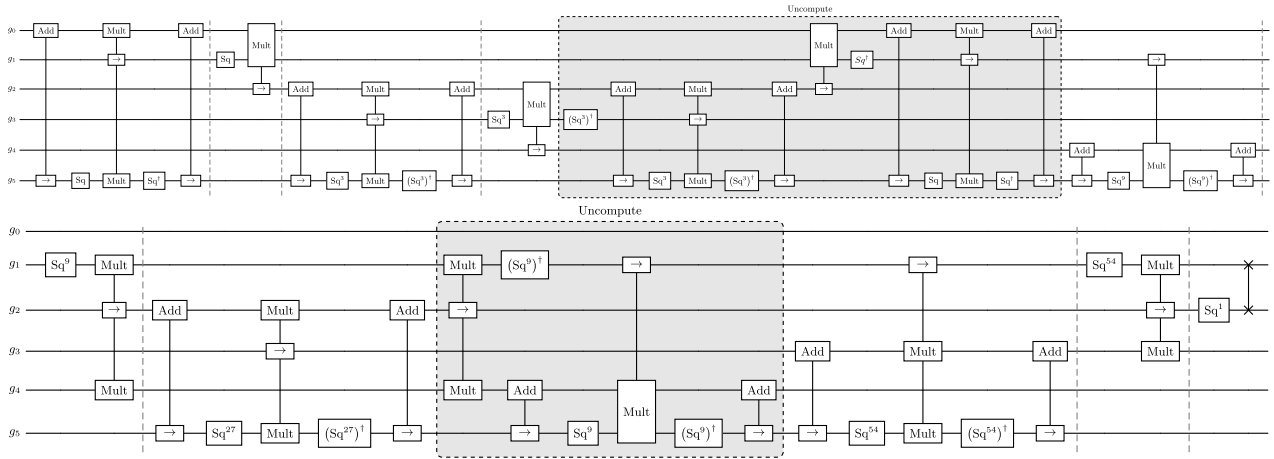 Uncompute
g₀ Add Mult Add Add Mult Add
Mult Mult
g₁ → Sq Sq† → →
g₂ → Add Mult Add Add Mult Add →
Mult
g₃ → Sq³ (Sq³)† →
g₄ → Add Add
Mult
g₅ → Sq Mult Sq† → → Sq³ Mult (Sq³)† → → Sq³ Mult (Sq³)† → → Sq Mult Sq† → → Sq⁹ (Sq⁹)† →
Uncompute
g₀
g₁ Sq⁹ Mult Mult (Sq⁹)† → → Sq⁵⁴ Mult
g₂ → Add Mult Add → → Sq¹
g₃ → Add Mult Add Mult
g₄ Mult Mult Add Add
Mult
g₅ → Sq²⁷ Mult (Sq²⁷)† → → Sq⁹ (Sq⁹)† → → Sq⁵⁴ Mult (Sq⁵⁴)† →